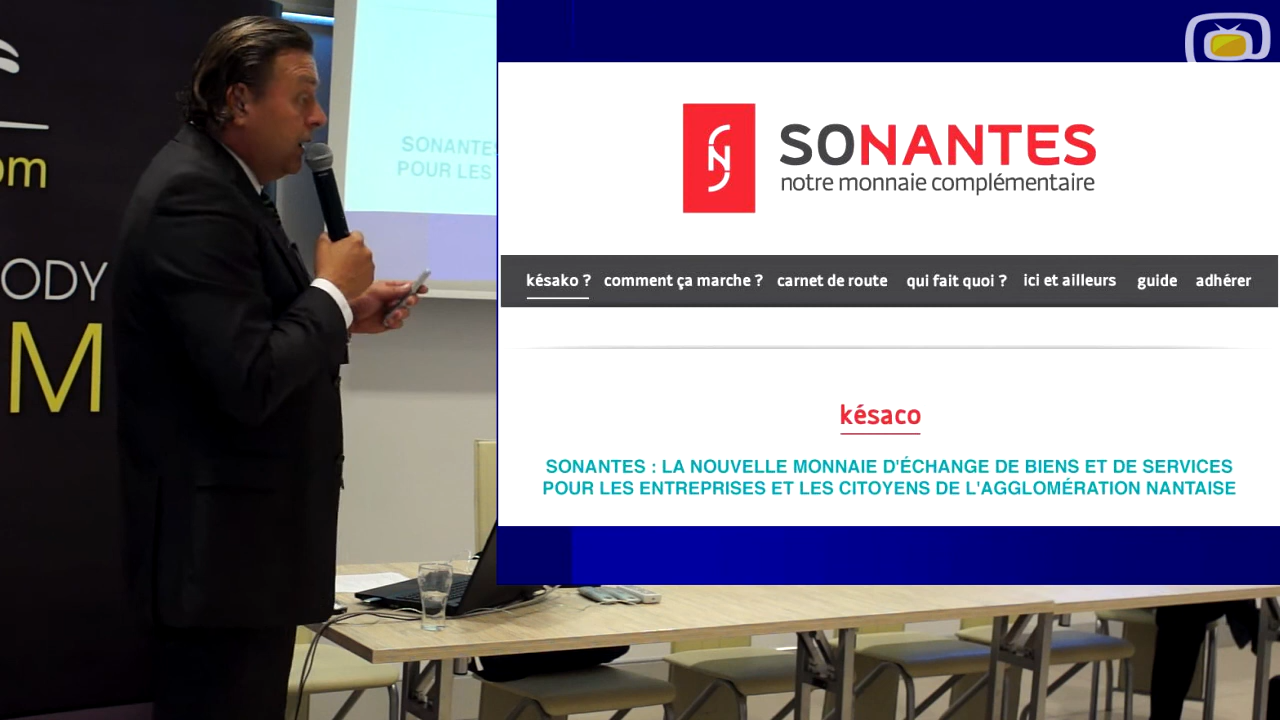 om
ODY
M
SONANTES
POUR LES
SONANTES
notre monnaie complémentaire
késako ? comment ça marche ? carnet de route qui fait quoi ? ici et ailleurs guide adhérer
késaco
SONANTES : LA NOUVELLE MONNAIE D'ÉCHANGE DE BIENS ET DE SERVICES
POUR LES ENTREPRISES ET LES CITOYENS DE L'AGGLOMÉRATION NANTAISE